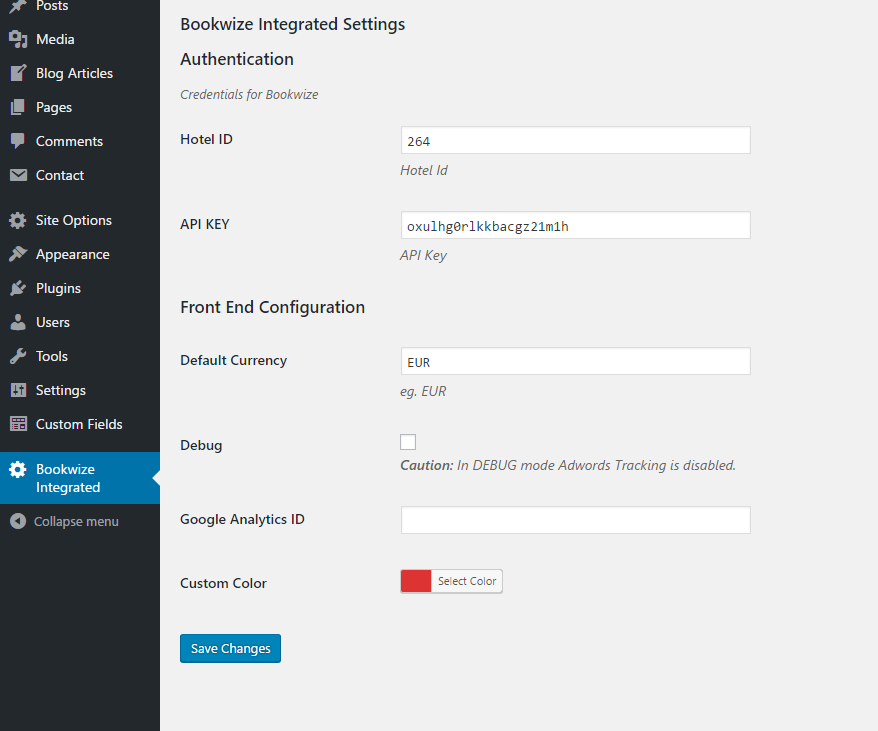 Posts
Media
Blog Articles
Pages
Comments
Contact
Site Options
Appearance
Plugins
Users
Tools
Settings
Custom Fields
Bookwize
Integrated
Collapse menu
Bookwize Integrated Settings
Authentication
Credentials for Bookwize
Hotel ID
264
Hotel Id
API KEY
oxulhg0rlkkbacgz21m1h
API Key
Front End Configuration
Default Currency
EUR
eg. EUR
Debug
Caution: In DEBUG mode Adwords Tracking is disabled.
Google Analytics ID
Custom Color
Select Color
Save Changes